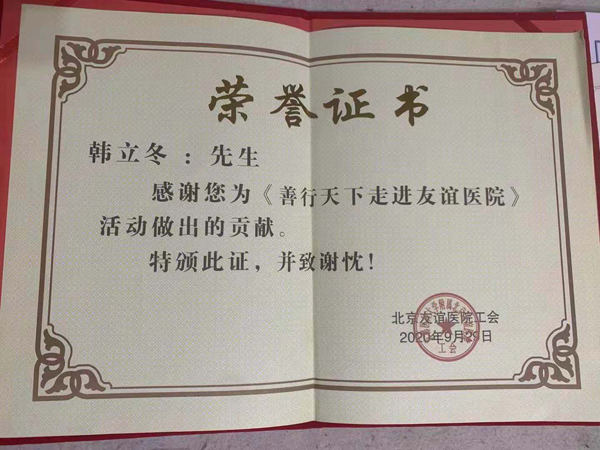 荣誉证书
韩立冬：先生
感谢您为《善行天下走进友谊医院》
活动做出的贡献。
特颁此证，并致谢忱！
北京友谊医院工会
2020年9月29日
工会